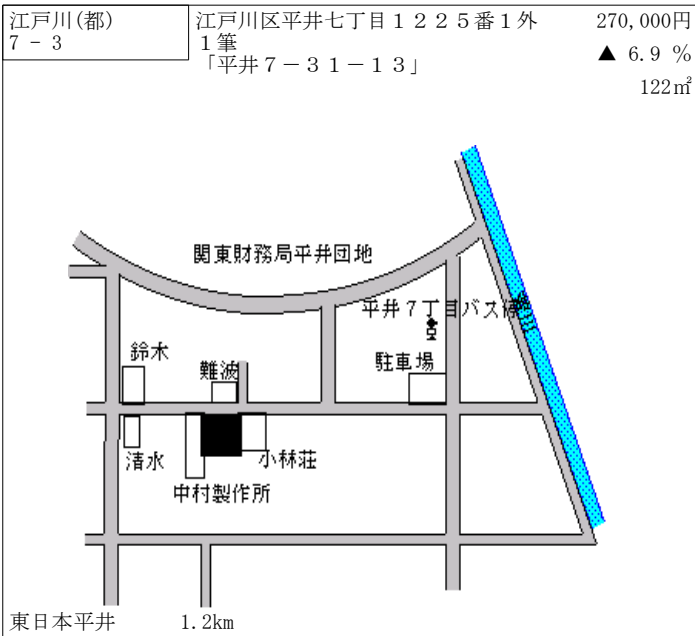 江戸川(都)
7 - 3
江戸川区平井七丁目１２２５番１外
1筆
「平井７－３１－１３」
270,000円
▲ 6.9 %
122㎡
関東財務局平井団地
平井７丁目バス停
鈴木
難波
駐車場
清水
小林荘
中村製作所
東日本平井 1.2km